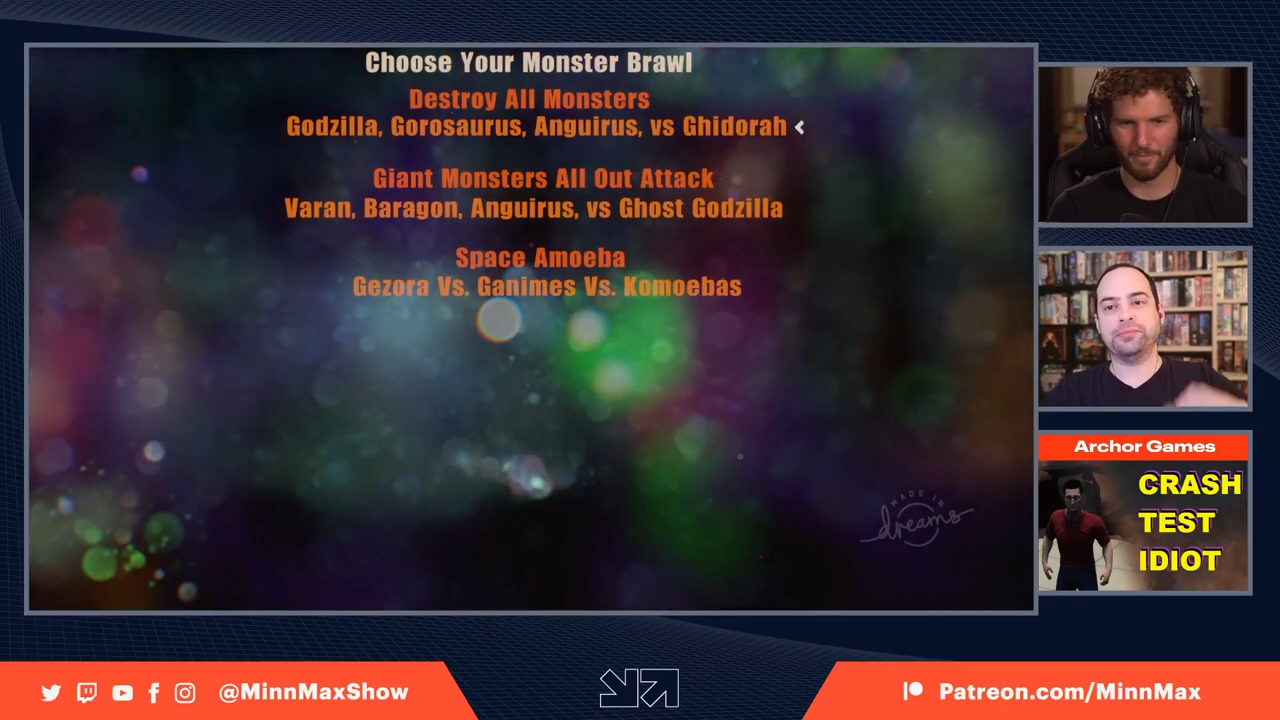 Choose Your Monster Brawl
Destroy All Monsters
Godzilla, Gorosaurus, Anguirus, vs Ghidorah
Giant Monsters All Out Attack
Varan, Baragon, Anguirus, vs Ghost Godzilla
Space Amoeba
Gezora Vs. Ganimes Vs. Komoebas
MADE IN
dreams
Archor Games
CRASH
TEST
IDIOT
@MinnMaxShow
Patreon.com/MinnMax